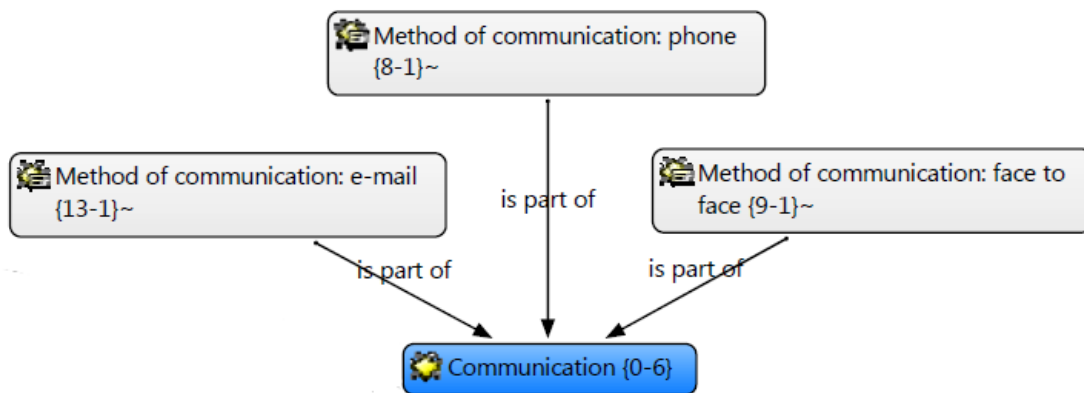 Method of communication: phone
{8-1}~
Method of communication: e-mail
{13-1}~
Method of communication: face to
face {9-1}~
is part of
is part of
is part of
Communication {0-6}